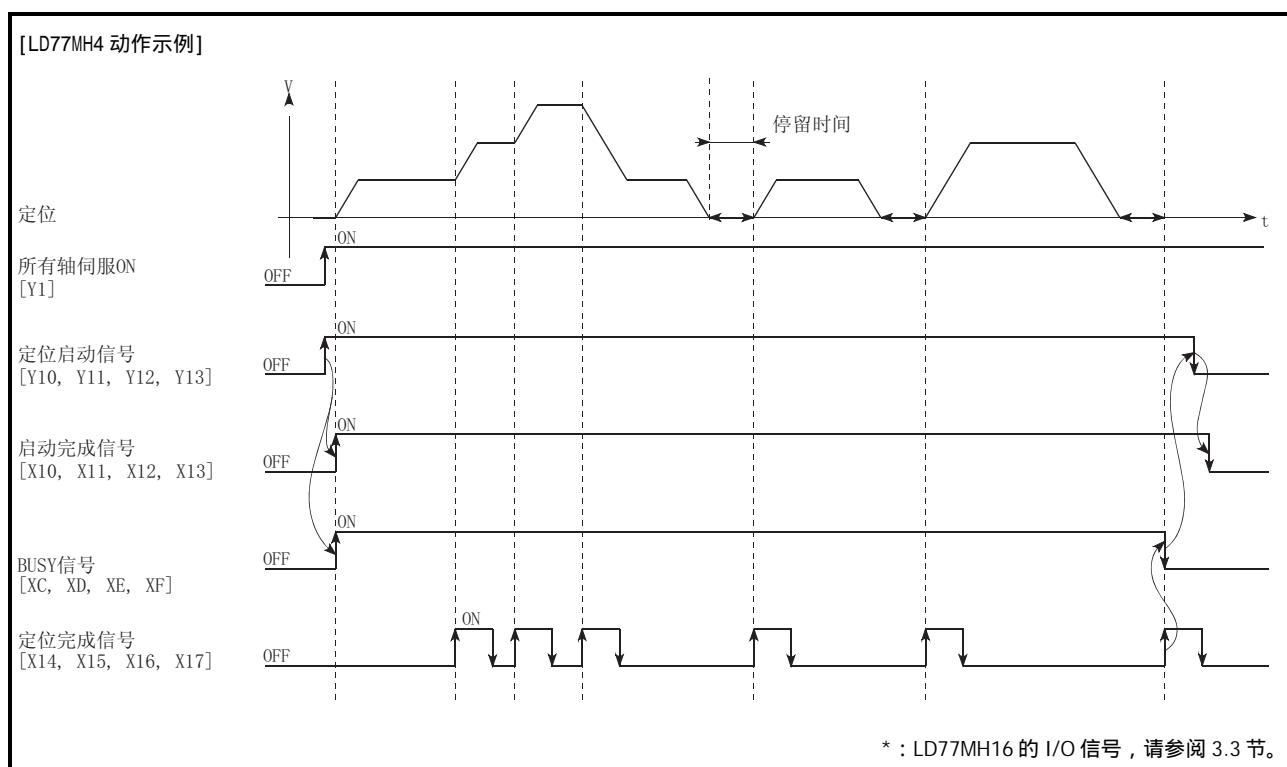 [LD77MH4 动作示例]
V
停留时间
定位
t
ON
所有轴伺服ON
OFF
[Y1]
ON
定位启动信号
OFF
[Y10, Y11, Y12, Y13]
ON
启动完成信号
OFF
[X10, X11, X12, X13]
ON
BUSY信号
OFF
[XC, XD, XE, XF]
ON
定位完成信号
OFF
[X14, X15, X16, X17]
*：LD77MH16 的 I/O 信号，请参阅 3.3 节。